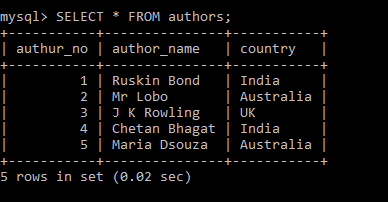 mysql> SELECT * FROM authors;
+-----------+---------------+-----------+
| authur_no | author_name   | country   |
+-----------+---------------+-----------+
|         1 | Ruskin Bond   | India     |
|         2 | Mr Lobo       | Australia |
|         3 | J K Rowling   | UK        |
|         4 | Chetan Bhagat | India     |
|         5 | Maria Dsouza  | Australia |
+-----------+---------------+-----------+
5 rows in set (0.02 sec)